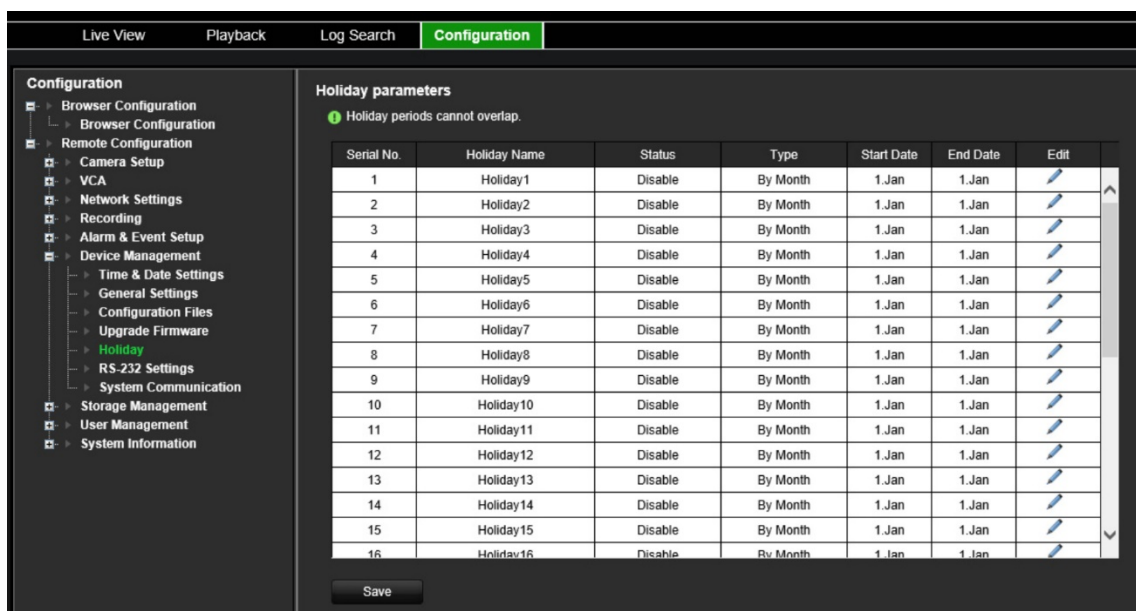 Live View Playback Log Search Configuration
Configuration
Browser Configuration
Browser Configuration
Remote Configuration
Camera Setup
VCA
Network Settings
Recording
Alarm & Event Setup
Device Management
Time & Date Settings
General Settings
Configuration Files
Upgrade Firmware
Holiday
RS-232 Settings
System Communication
Storage Management
User Management
System Information
Holiday parameters
Holiday periods cannot overlap.
Serial No. Holiday Name Status Type Start Date End Date Edit
1 Holiday1 Disable By Month 1.Jan 1.Jan
2 Holiday2 Disable By Month 1.Jan 1.Jan
3 Holiday3 Disable By Month 1.Jan 1.Jan
4 Holiday4 Disable By Month 1.Jan 1.Jan
5 Holiday5 Disable By Month 1.Jan 1.Jan
6 Holiday6 Disable By Month 1.Jan 1.Jan
7 Holiday7 Disable By Month 1.Jan 1.Jan
8 Holiday8 Disable By Month 1.Jan 1.Jan
9 Holiday9 Disable By Month 1.Jan 1.Jan
10 Holiday10 Disable By Month 1.Jan 1.Jan
11 Holiday11 Disable By Month 1.Jan 1.Jan
12 Holiday12 Disable By Month 1.Jan 1.Jan
13 Holiday13 Disable By Month 1.Jan 1.Jan
14 Holiday14 Disable By Month 1.Jan 1.Jan
15 Holiday15 Disable By Month 1.Jan 1.Jan
16 Holiday16 Disable By Month 1.Jan 1.Jan
Save